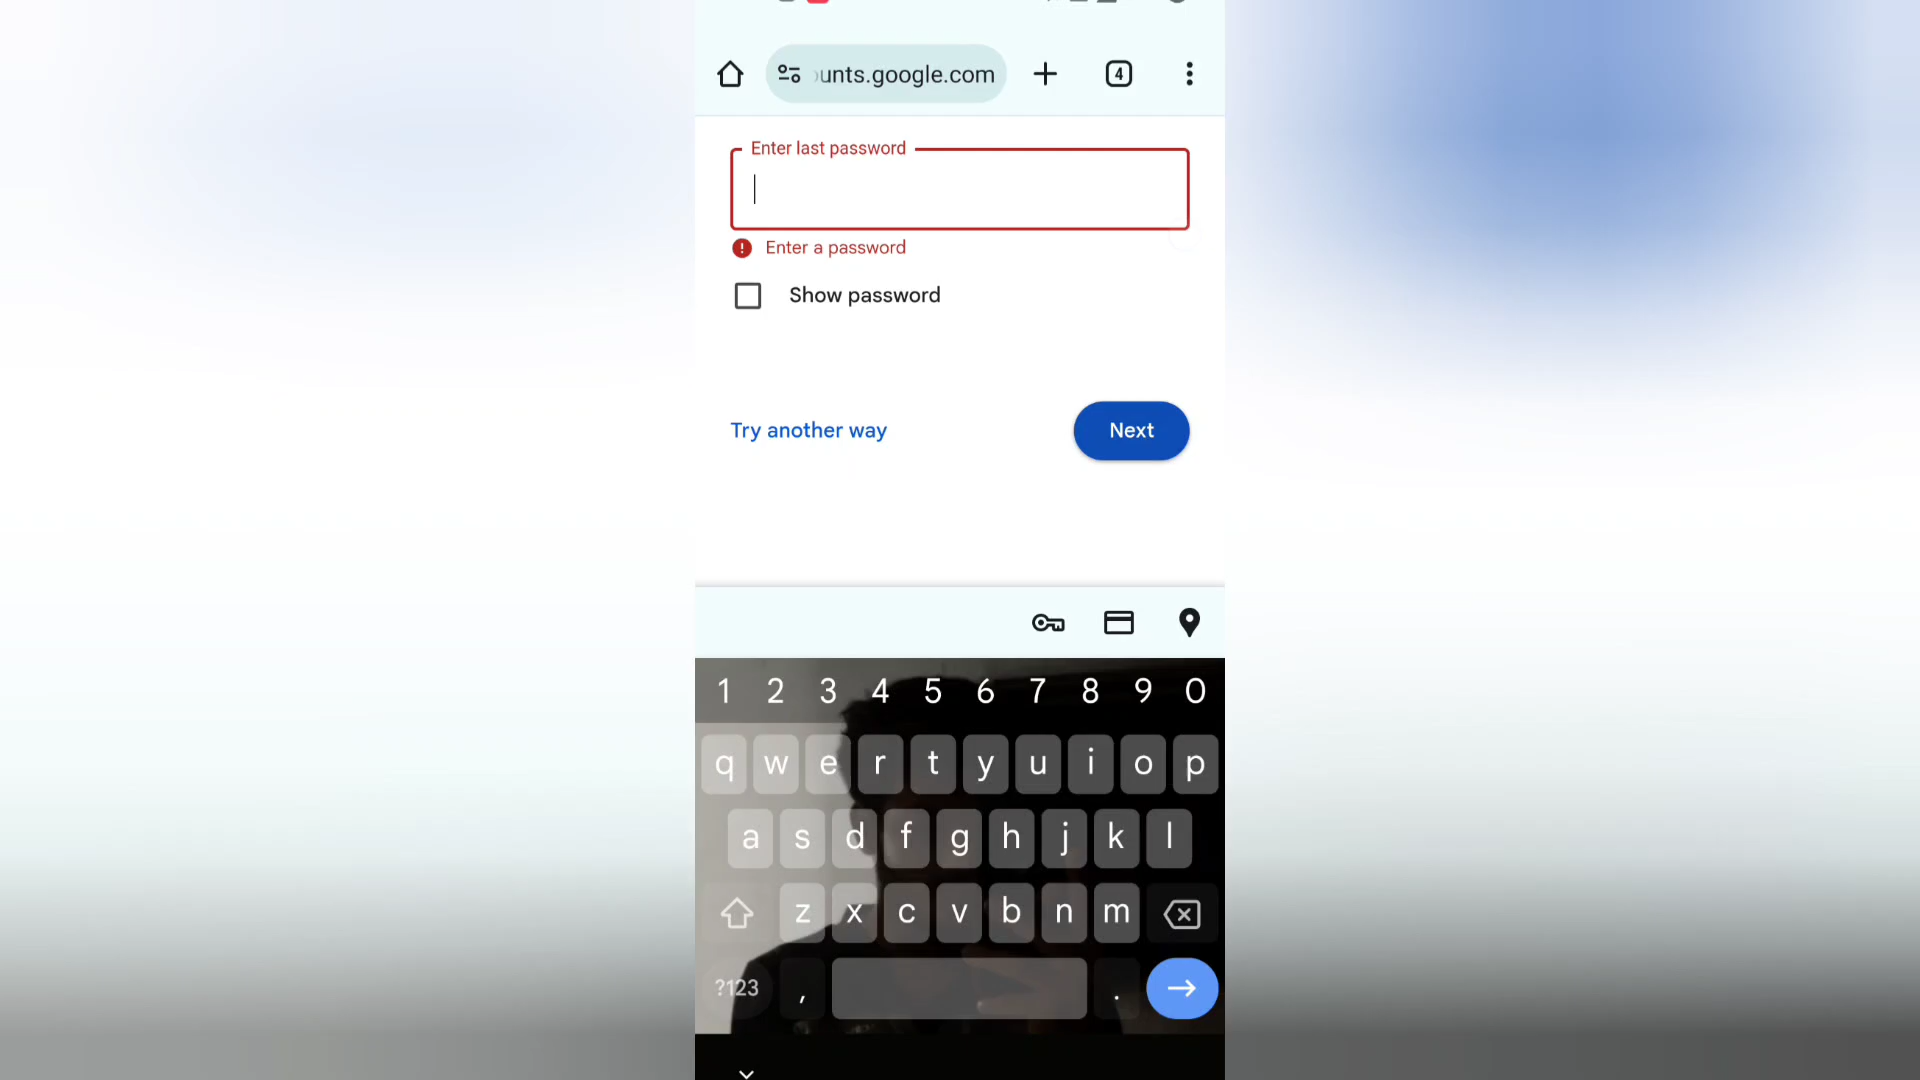 unts.google.com
4
Enter last password
Enter a password
Show password
Try another way
Next
1 2 3 4 5 6 7 8 9 0
q w e r t y u i o p
a s d f g h j k l
z x c v b n m
?123 , .